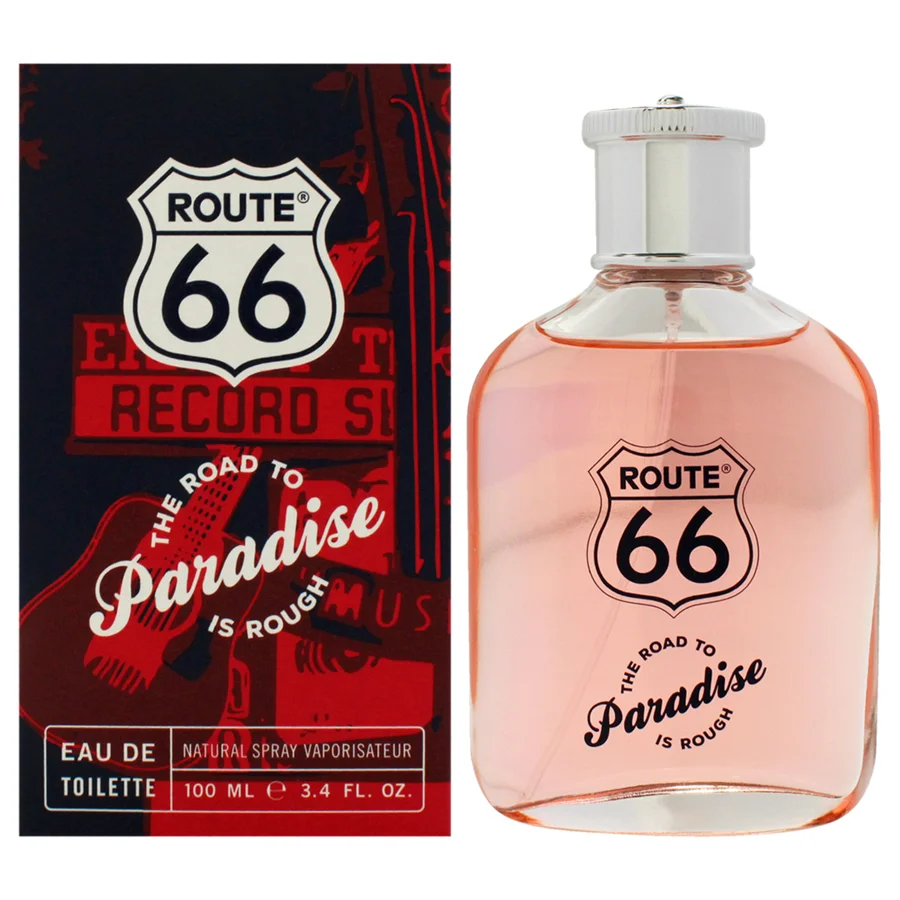 ROUTE®
66
RECORD
THE ROAD TO
Paradise
IS ROUGH
EAU DE
TOILETTE
NATURAL SPRAY VAPORISATEUR
100 ML ℮ 3.4 FL. OZ.
ROUTE®
66
THE ROAD TO
Paradise
IS ROUGH